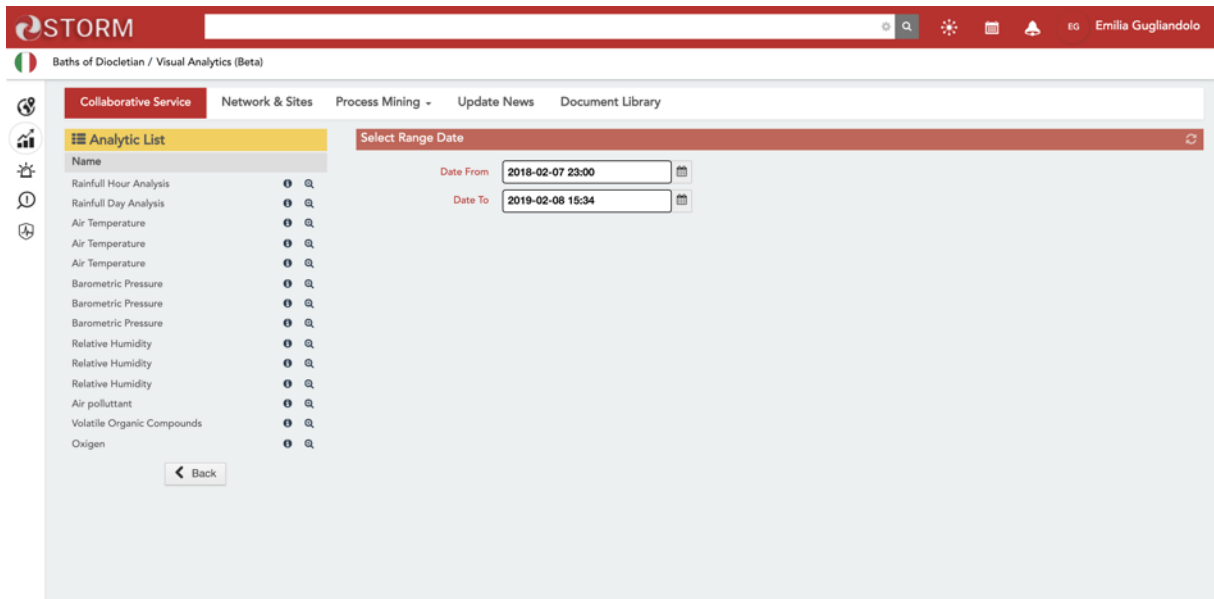 STORM
EG Emilia Gugliandolo
Baths of Diocletian / Visual Analytics (Beta)
Collaborative Service Network & Sites Process Mining Update News Document Library
Analytic List
Name
Rainfull Hour Analysis
Rainfull Day Analysis
Air Temperature
Air Temperature
Air Temperature
Barometric Pressure
Barometric Pressure
Barometric Pressure
Relative Humidity
Relative Humidity
Relative Humidity
Air polluttant
Volatile Organic Compounds
Oxigen
Back
Select Range Date
Date From 2018-02-07 23:00
Date To 2019-02-08 15:34